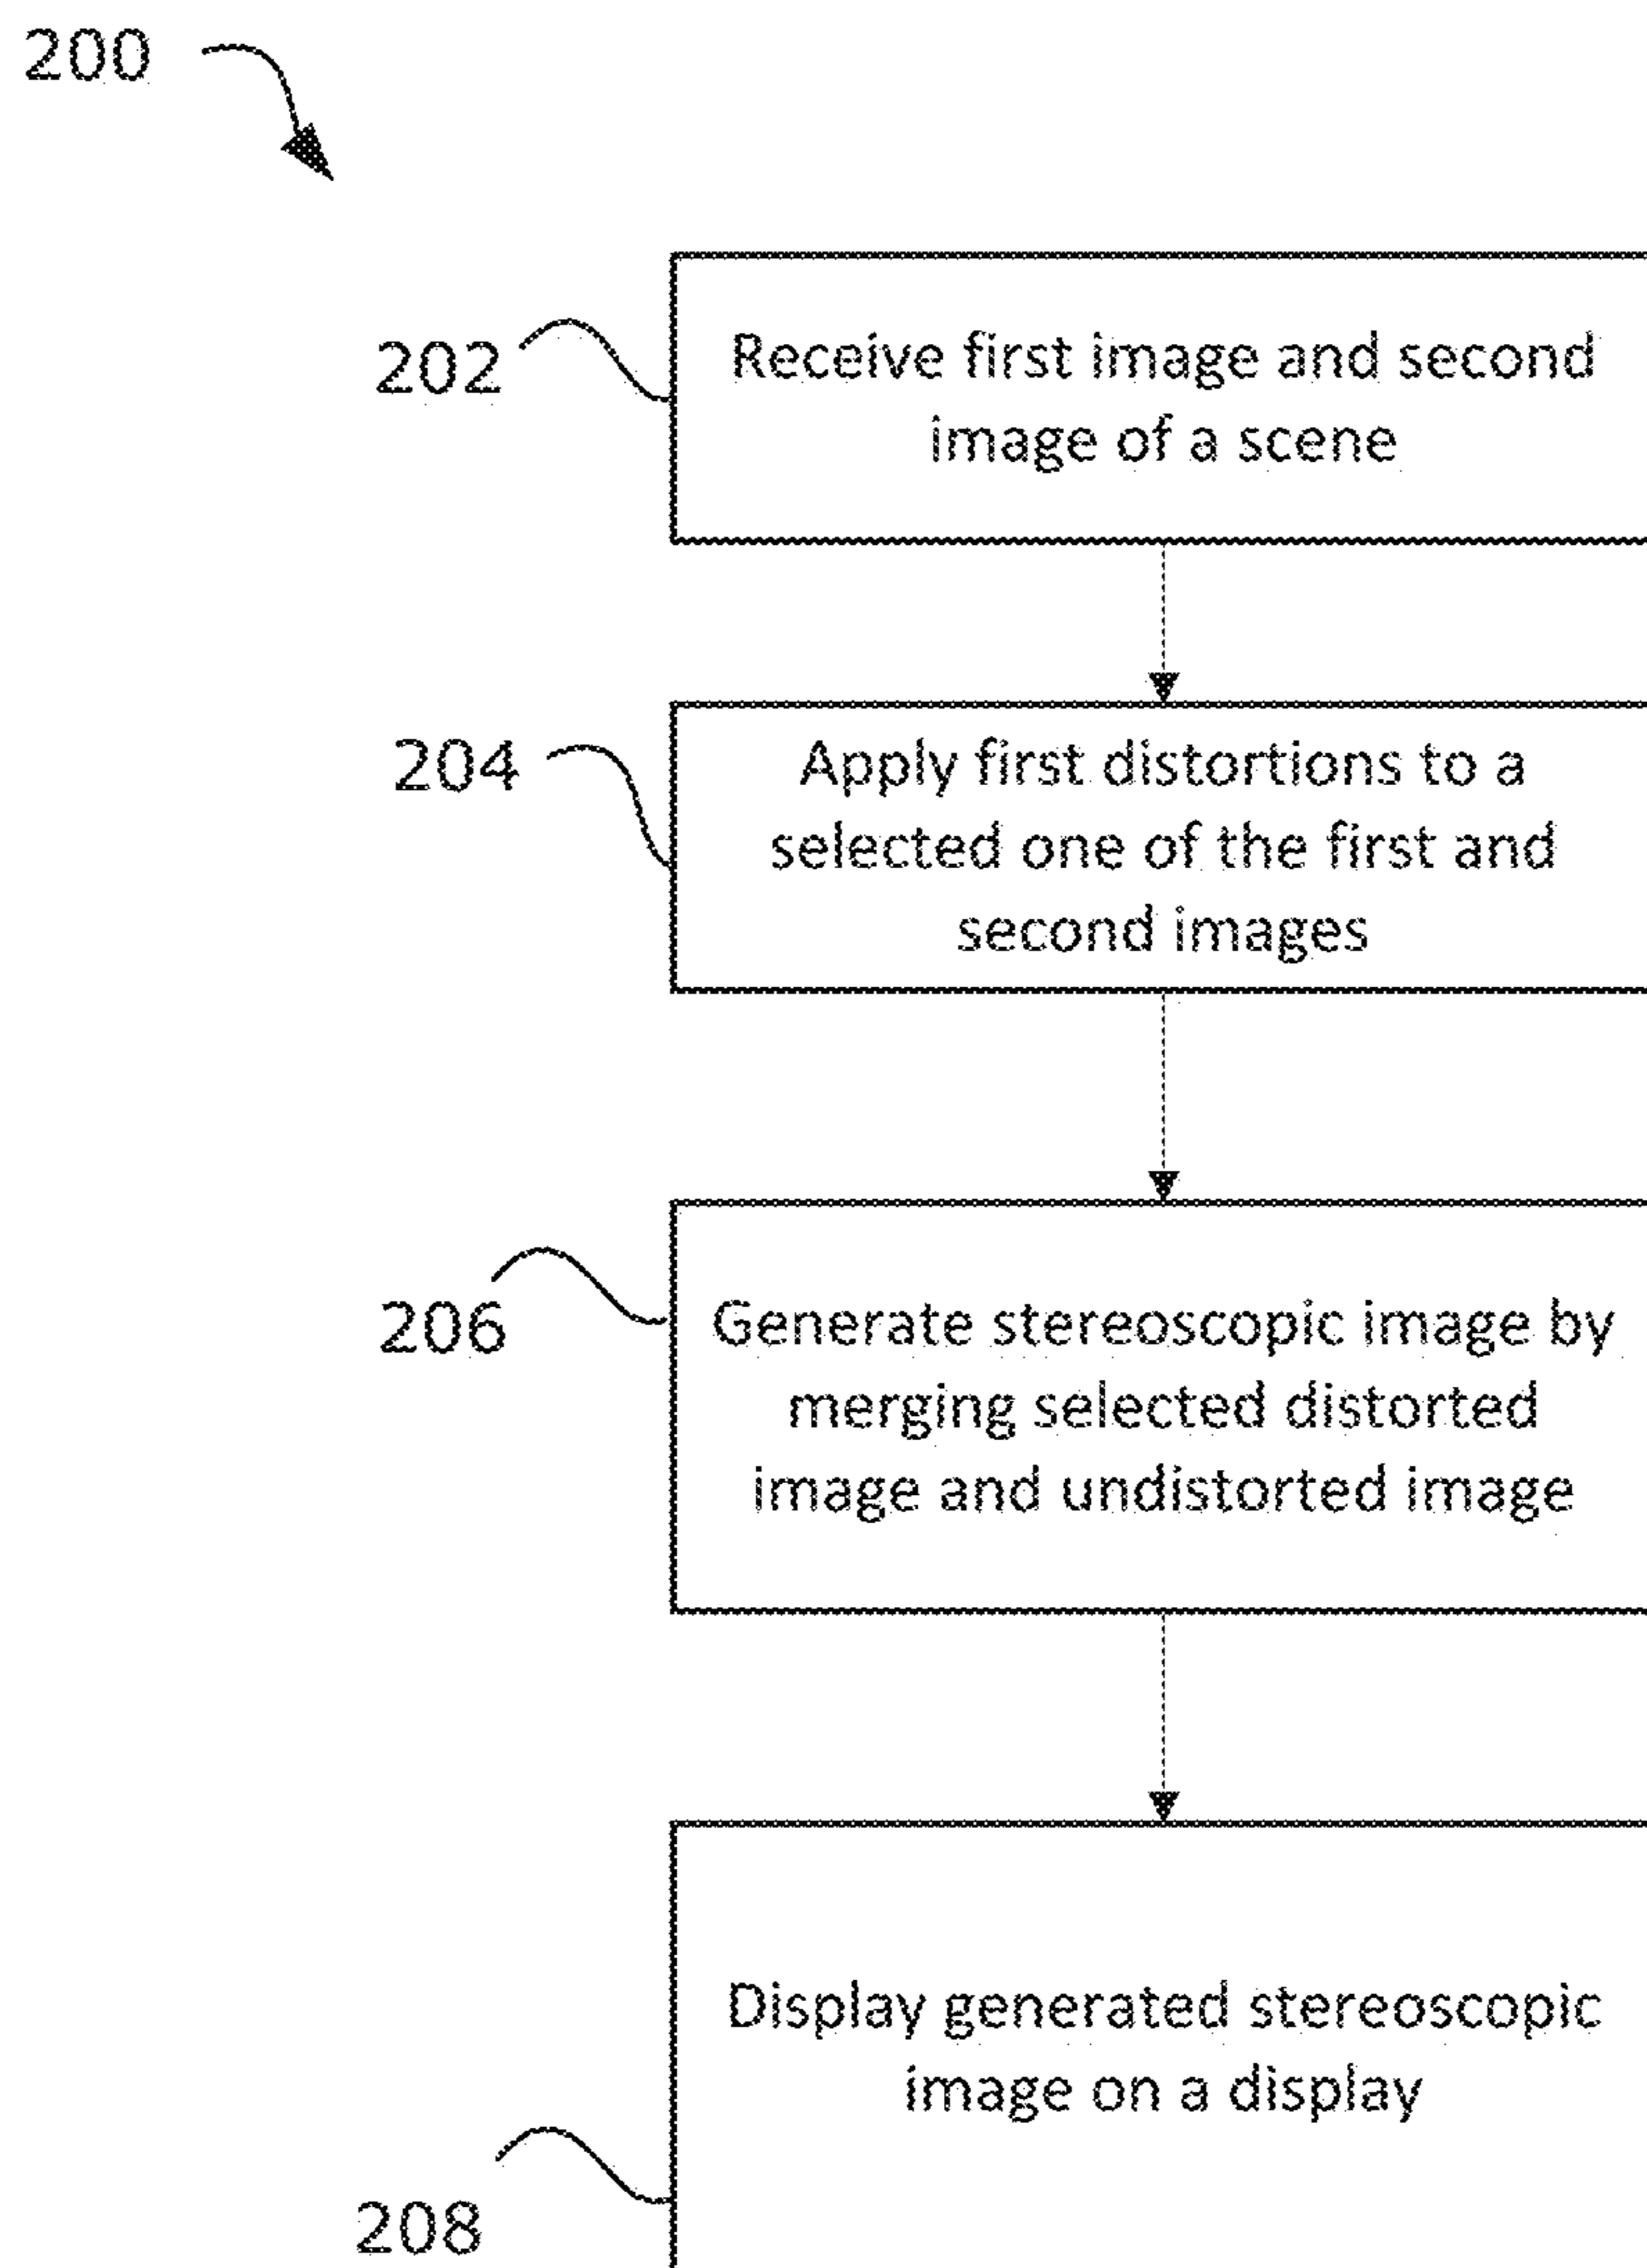 200
202
Receive first image and second
image of a scene
204
Apply first distortions to a
selected one of the first and
second images
206
Generate stereoscopic image by
merging selected distorted
image and undistorted image
Display generated stereoscopic
image on a display
208